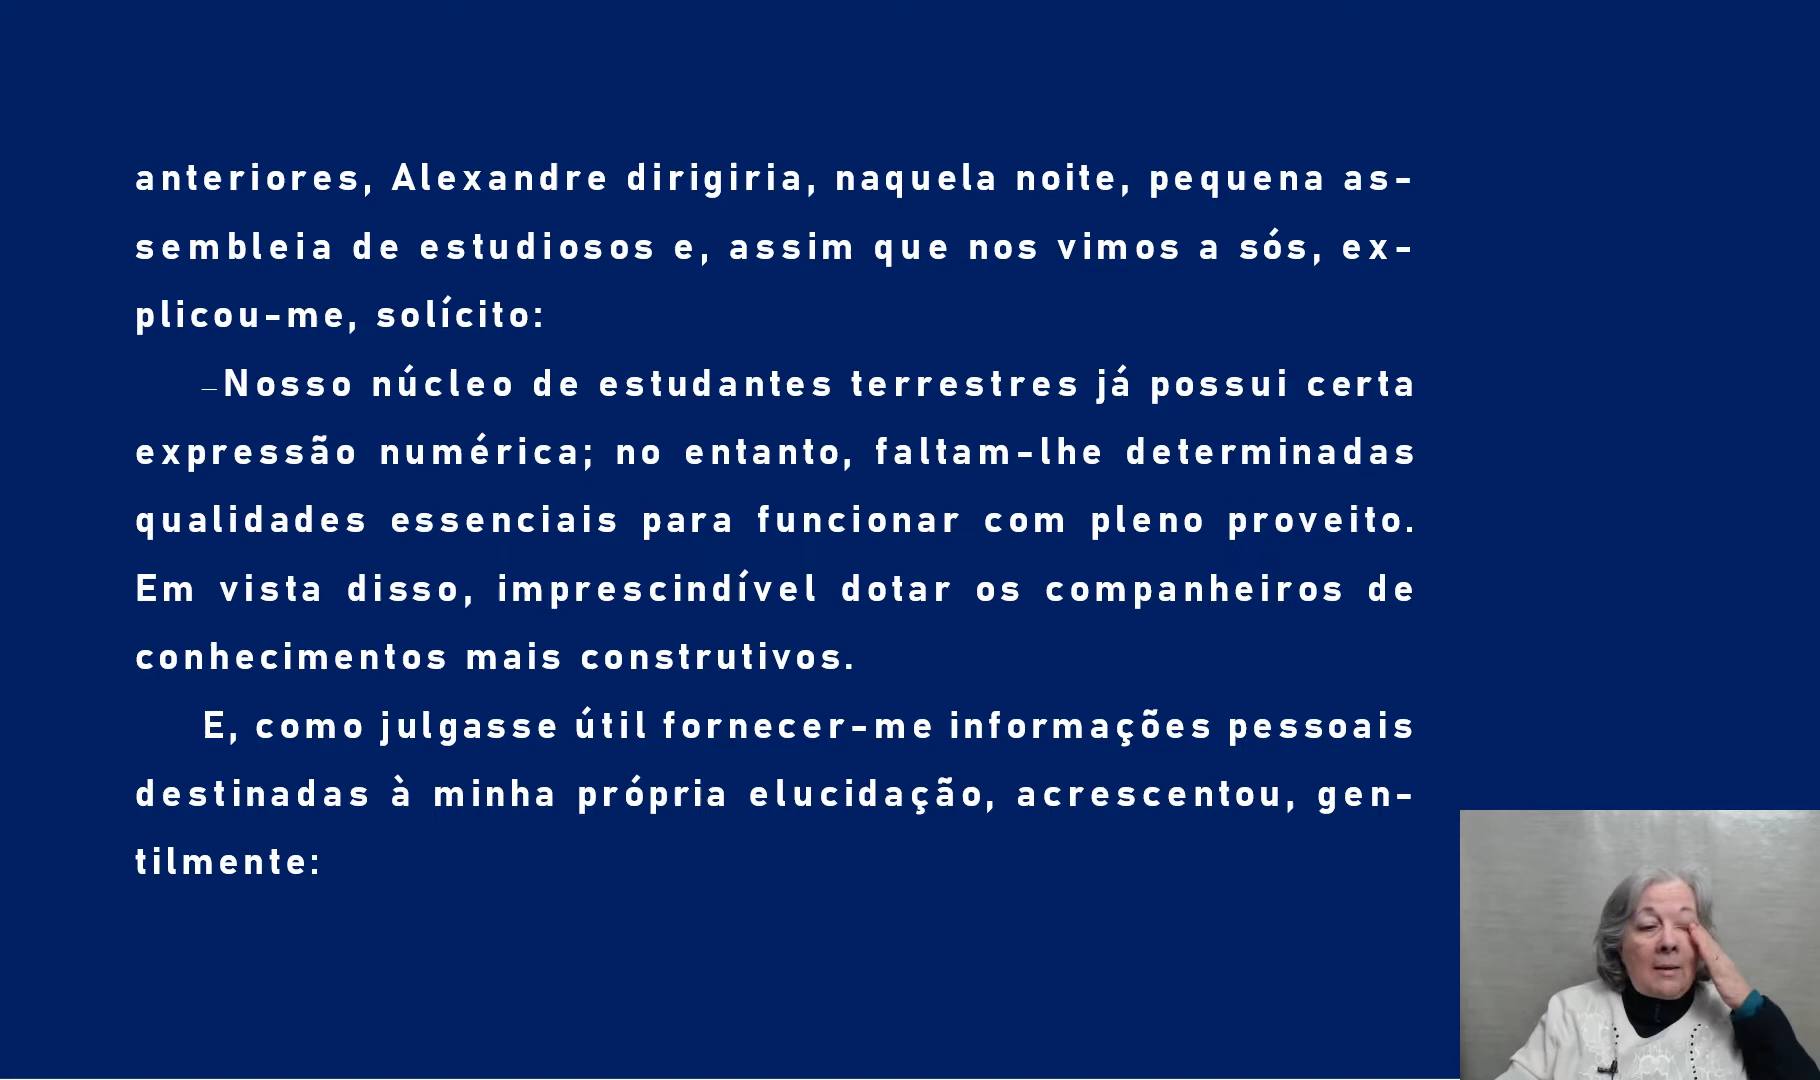 anteriores, Alexandre dirigiria, naquela noite, pequena as-
sembleia de estudiosos e, assim que nos vimos a sós, ex-
plicou-me, solícito:
–Nosso núcleo de estudantes terrestres já possui certa
expressão numérica; no entanto, faltam-lhe determinadas
qualidades essenciais para funcionar com pleno proveito.
Em vista disso, imprescindível dotar os companheiros de
conhecimentos mais construtivos.
E, como julgasse útil fornecer-me informações pessoais
destinadas à minha própria elucidação, acrescentou, gen-
tilmente: